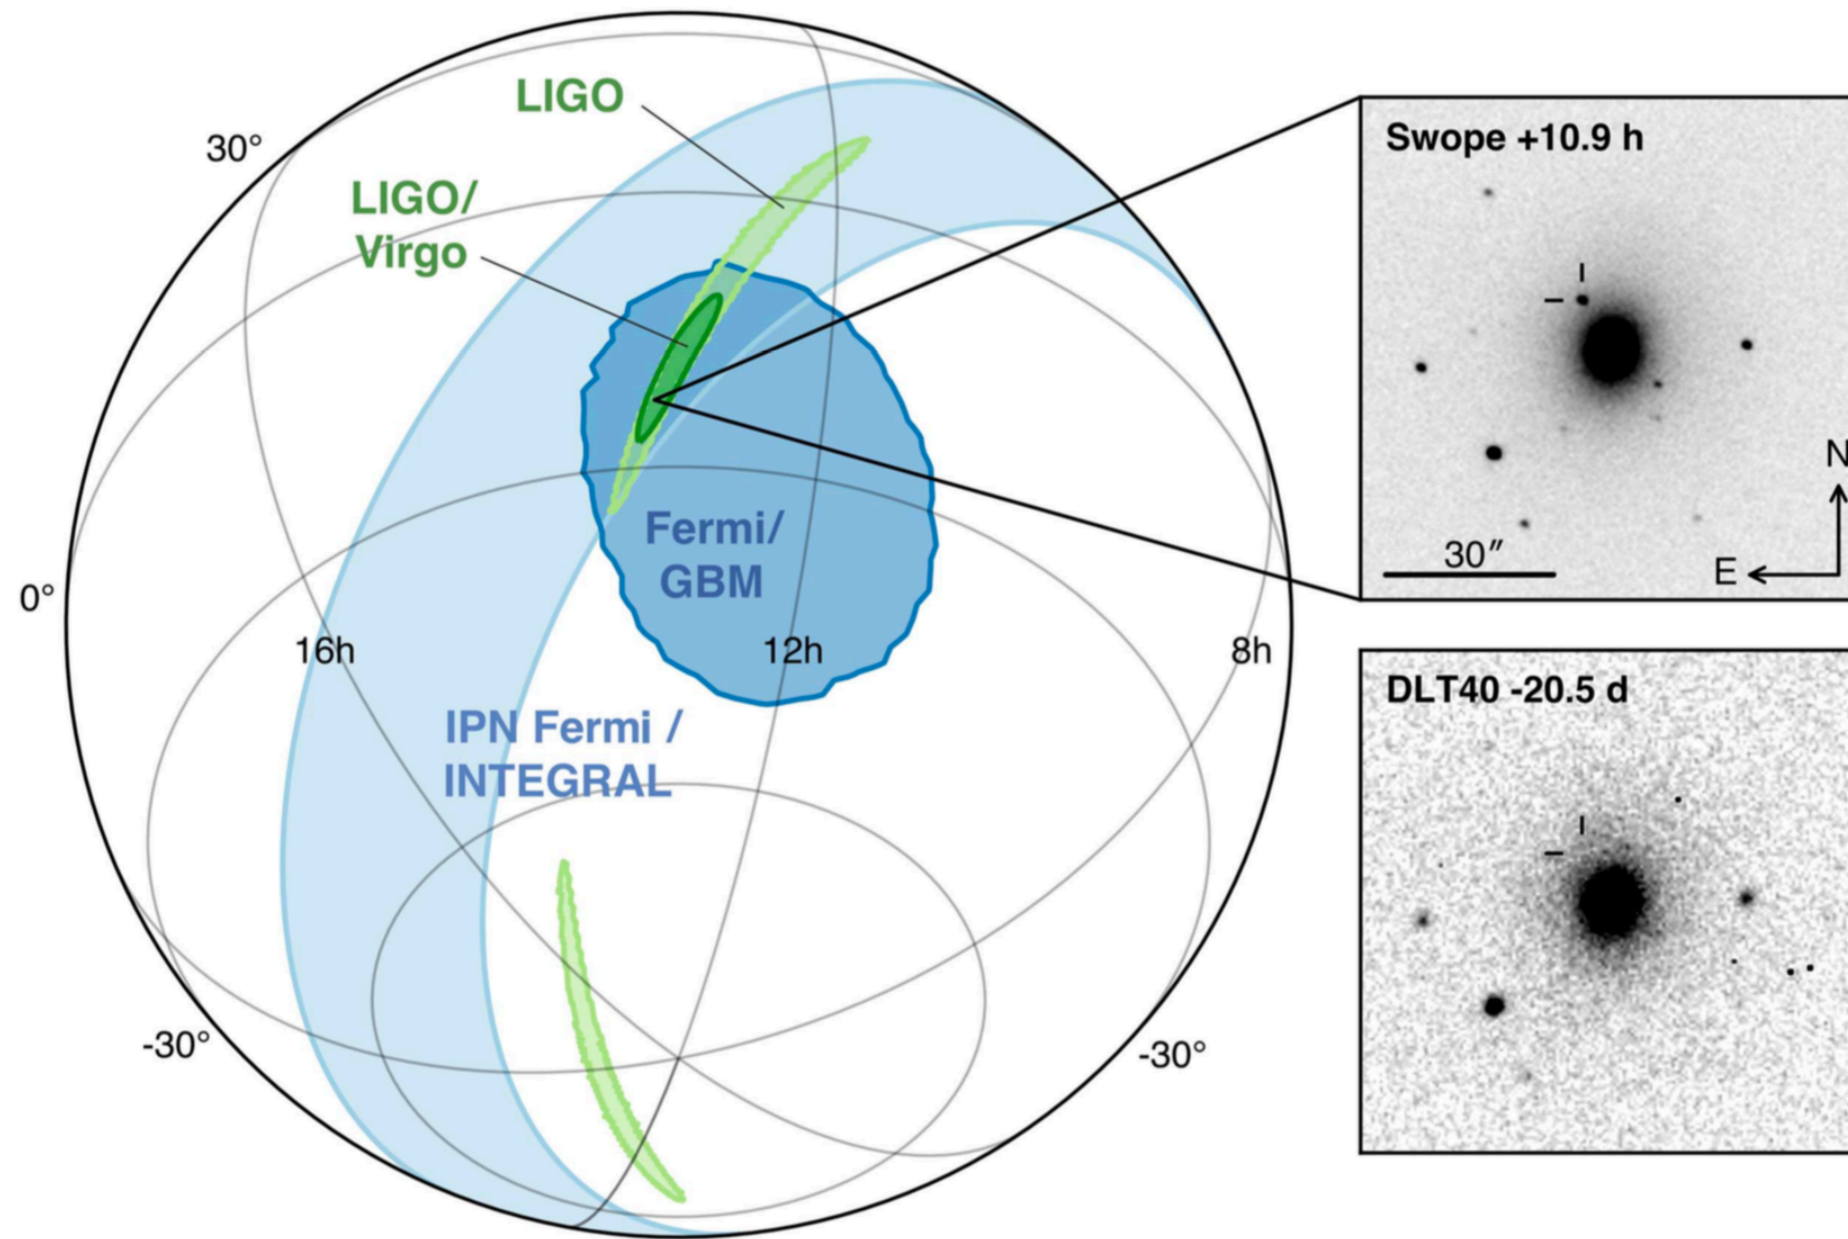 LIGO
30°
LIGO/
Virgo
0°
16h
12h
8h
Fermi/
GBM
IPN Fermi /
INTEGRAL
-30°
-30°
Swope +10.9 h
N
30″
E
DLT40 -20.5 d